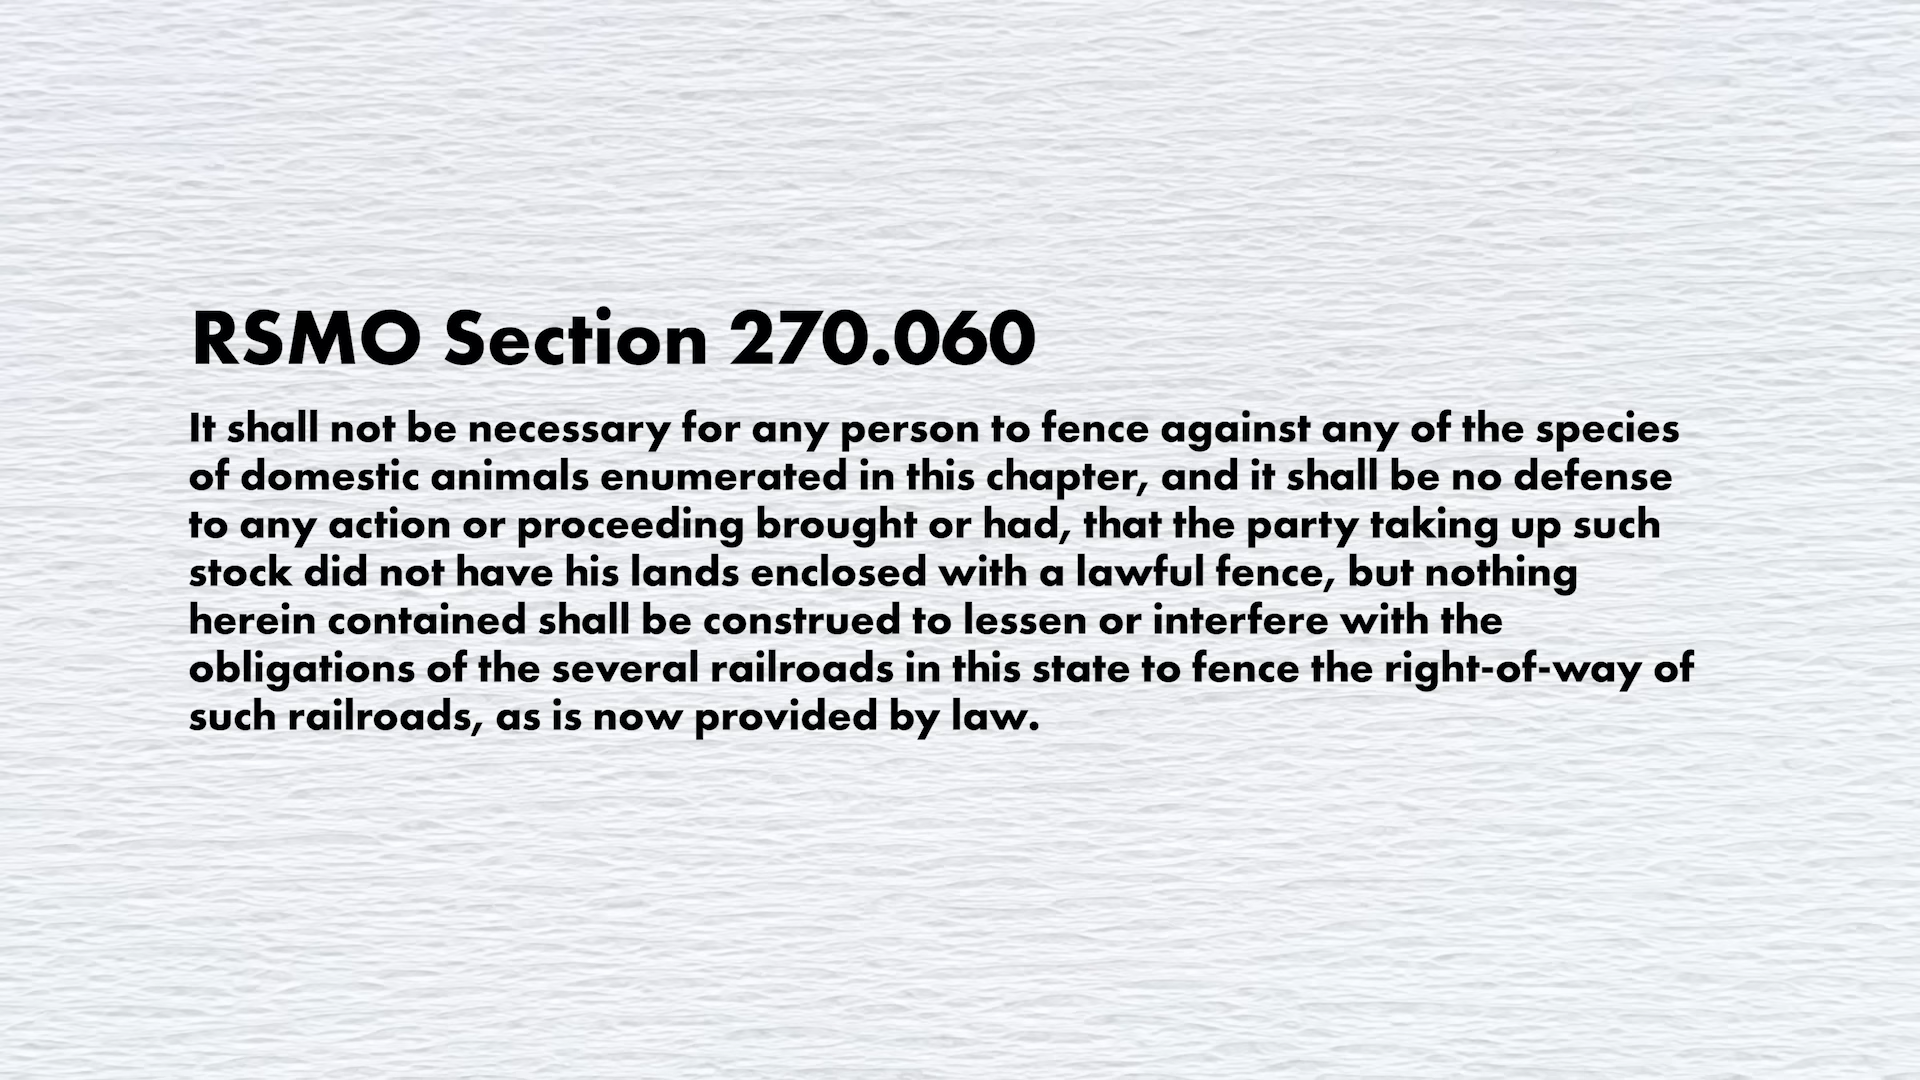 RSMO Section 270.060
It shall not be necessary for any person to fence against any of the species
of domestic animals enumerated in this chapter, and it shall be no defense
to any action or proceeding brought or had, that the party taking up such
stock did not have his lands enclosed with a lawful fence, but nothing
herein contained shall be construed to lessen or interfere with the
obligations of the several railroads in this state to fence the right-of-way of
such railroads, as is now provided by law.